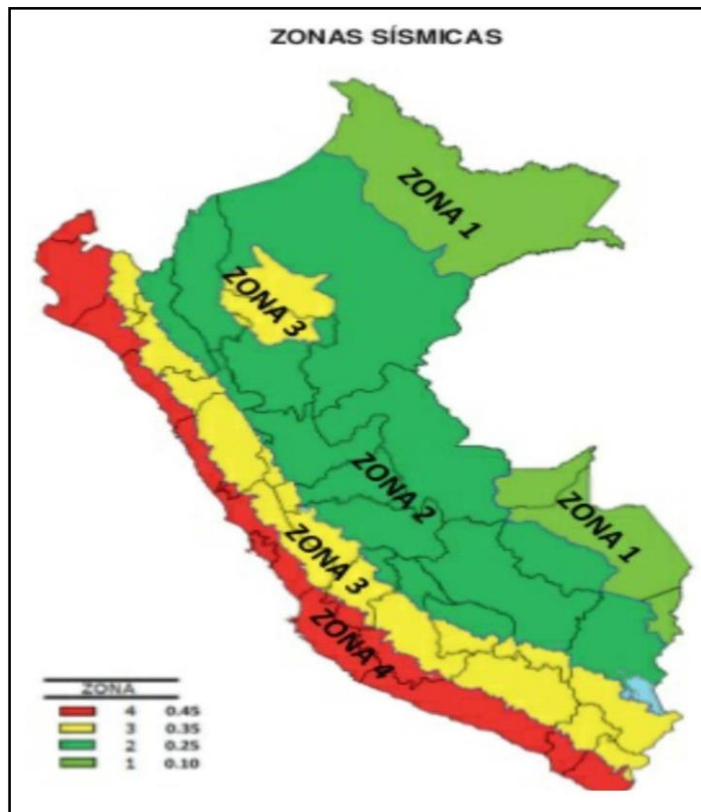 ZONAS SÍSMICAS
ZONA 1
ZONA 3
ZONA 2
ZONA 1
ZONA 3
ZONA 4
ZONA
4 0.45
3 0.35
2 0.25
1 0.10